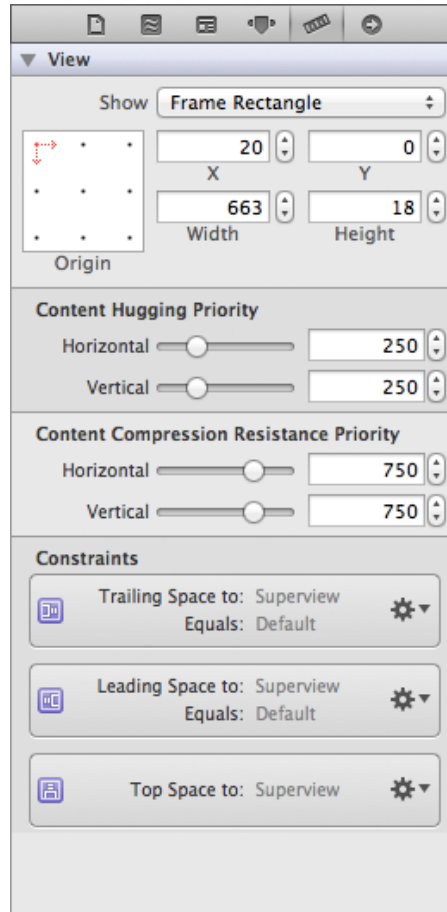 View
Show Frame Rectangle
20 0
X Y
663 18
Width Height
Origin
Content Hugging Priority
Horizontal 250
Vertical 250
Content Compression Resistance Priority
Horizontal 750
Vertical 750
Constraints
Trailing Space to: Superview
Equals: Default
Leading Space to: Superview
Equals: Default
Top Space to: Superview